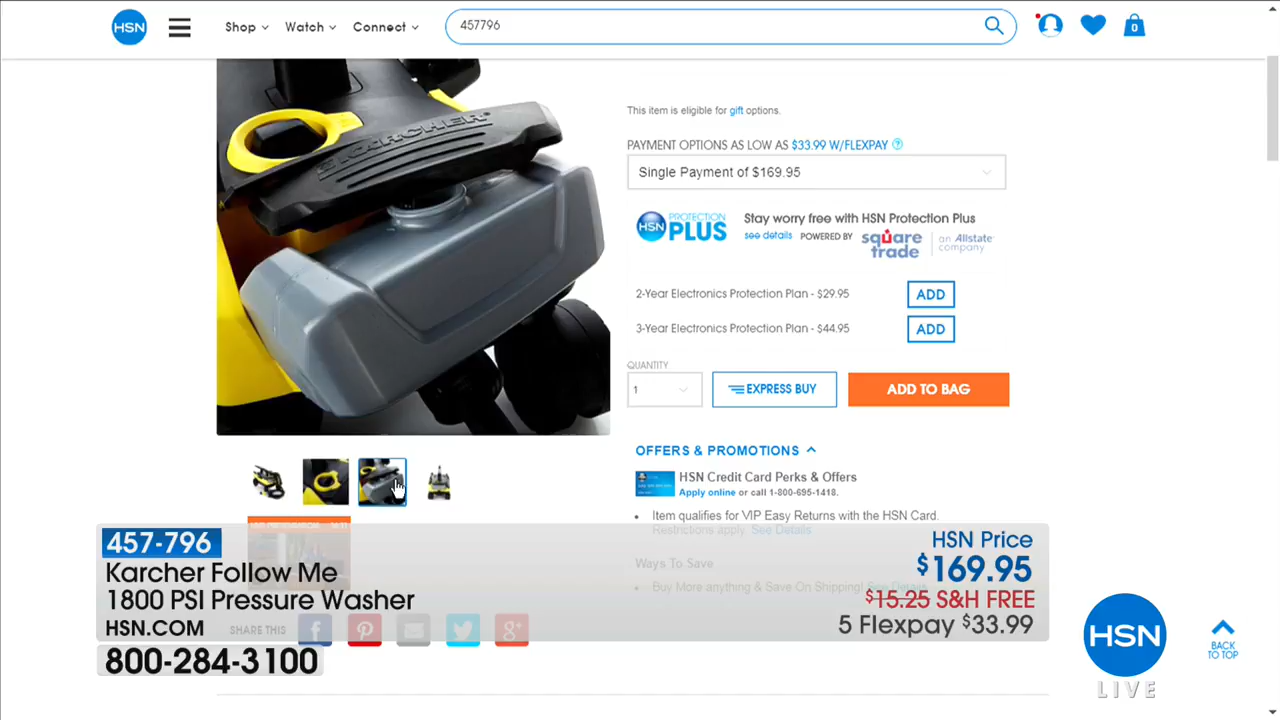 HSN
Shop
Watch
Connect
457796
0
KARCHER
This item is eligible for gift options.
PAYMENT OPTIONS AS LOW AS $33.99 W/FLEXPAY ?
Single Payment of $169.95
HSN PROTECTION PLUS
Stay worry free with HSN Protection Plus
see details POWERED BY square trade | an Allstate company
2-Year Electronics Protection Plan - $29.95 ADD
3-Year Electronics Protection Plan - $44.95 ADD
QUANTITY
1
EXPRESS BUY
ADD TO BAG
OFFERS & PROMOTIONS
HSN Credit Card Perks & Offers
Apply online or call 1-800-695-1418.
• Item qualifies for VIP Easy Returns with the HSN Card.
Restrictions apply. See Details
Ways To Save
• Buy More anything & Save On Shipping! See Details
457-796
Karcher Follow Me
1800 PSI Pressure Washer
HSN.COM
SHARE THIS
800-284-3100
HSN Price
$169.95
$15.25 S&H FREE
5 Flexpay $33.99
HSN
LIVE
BACK
TO TOP